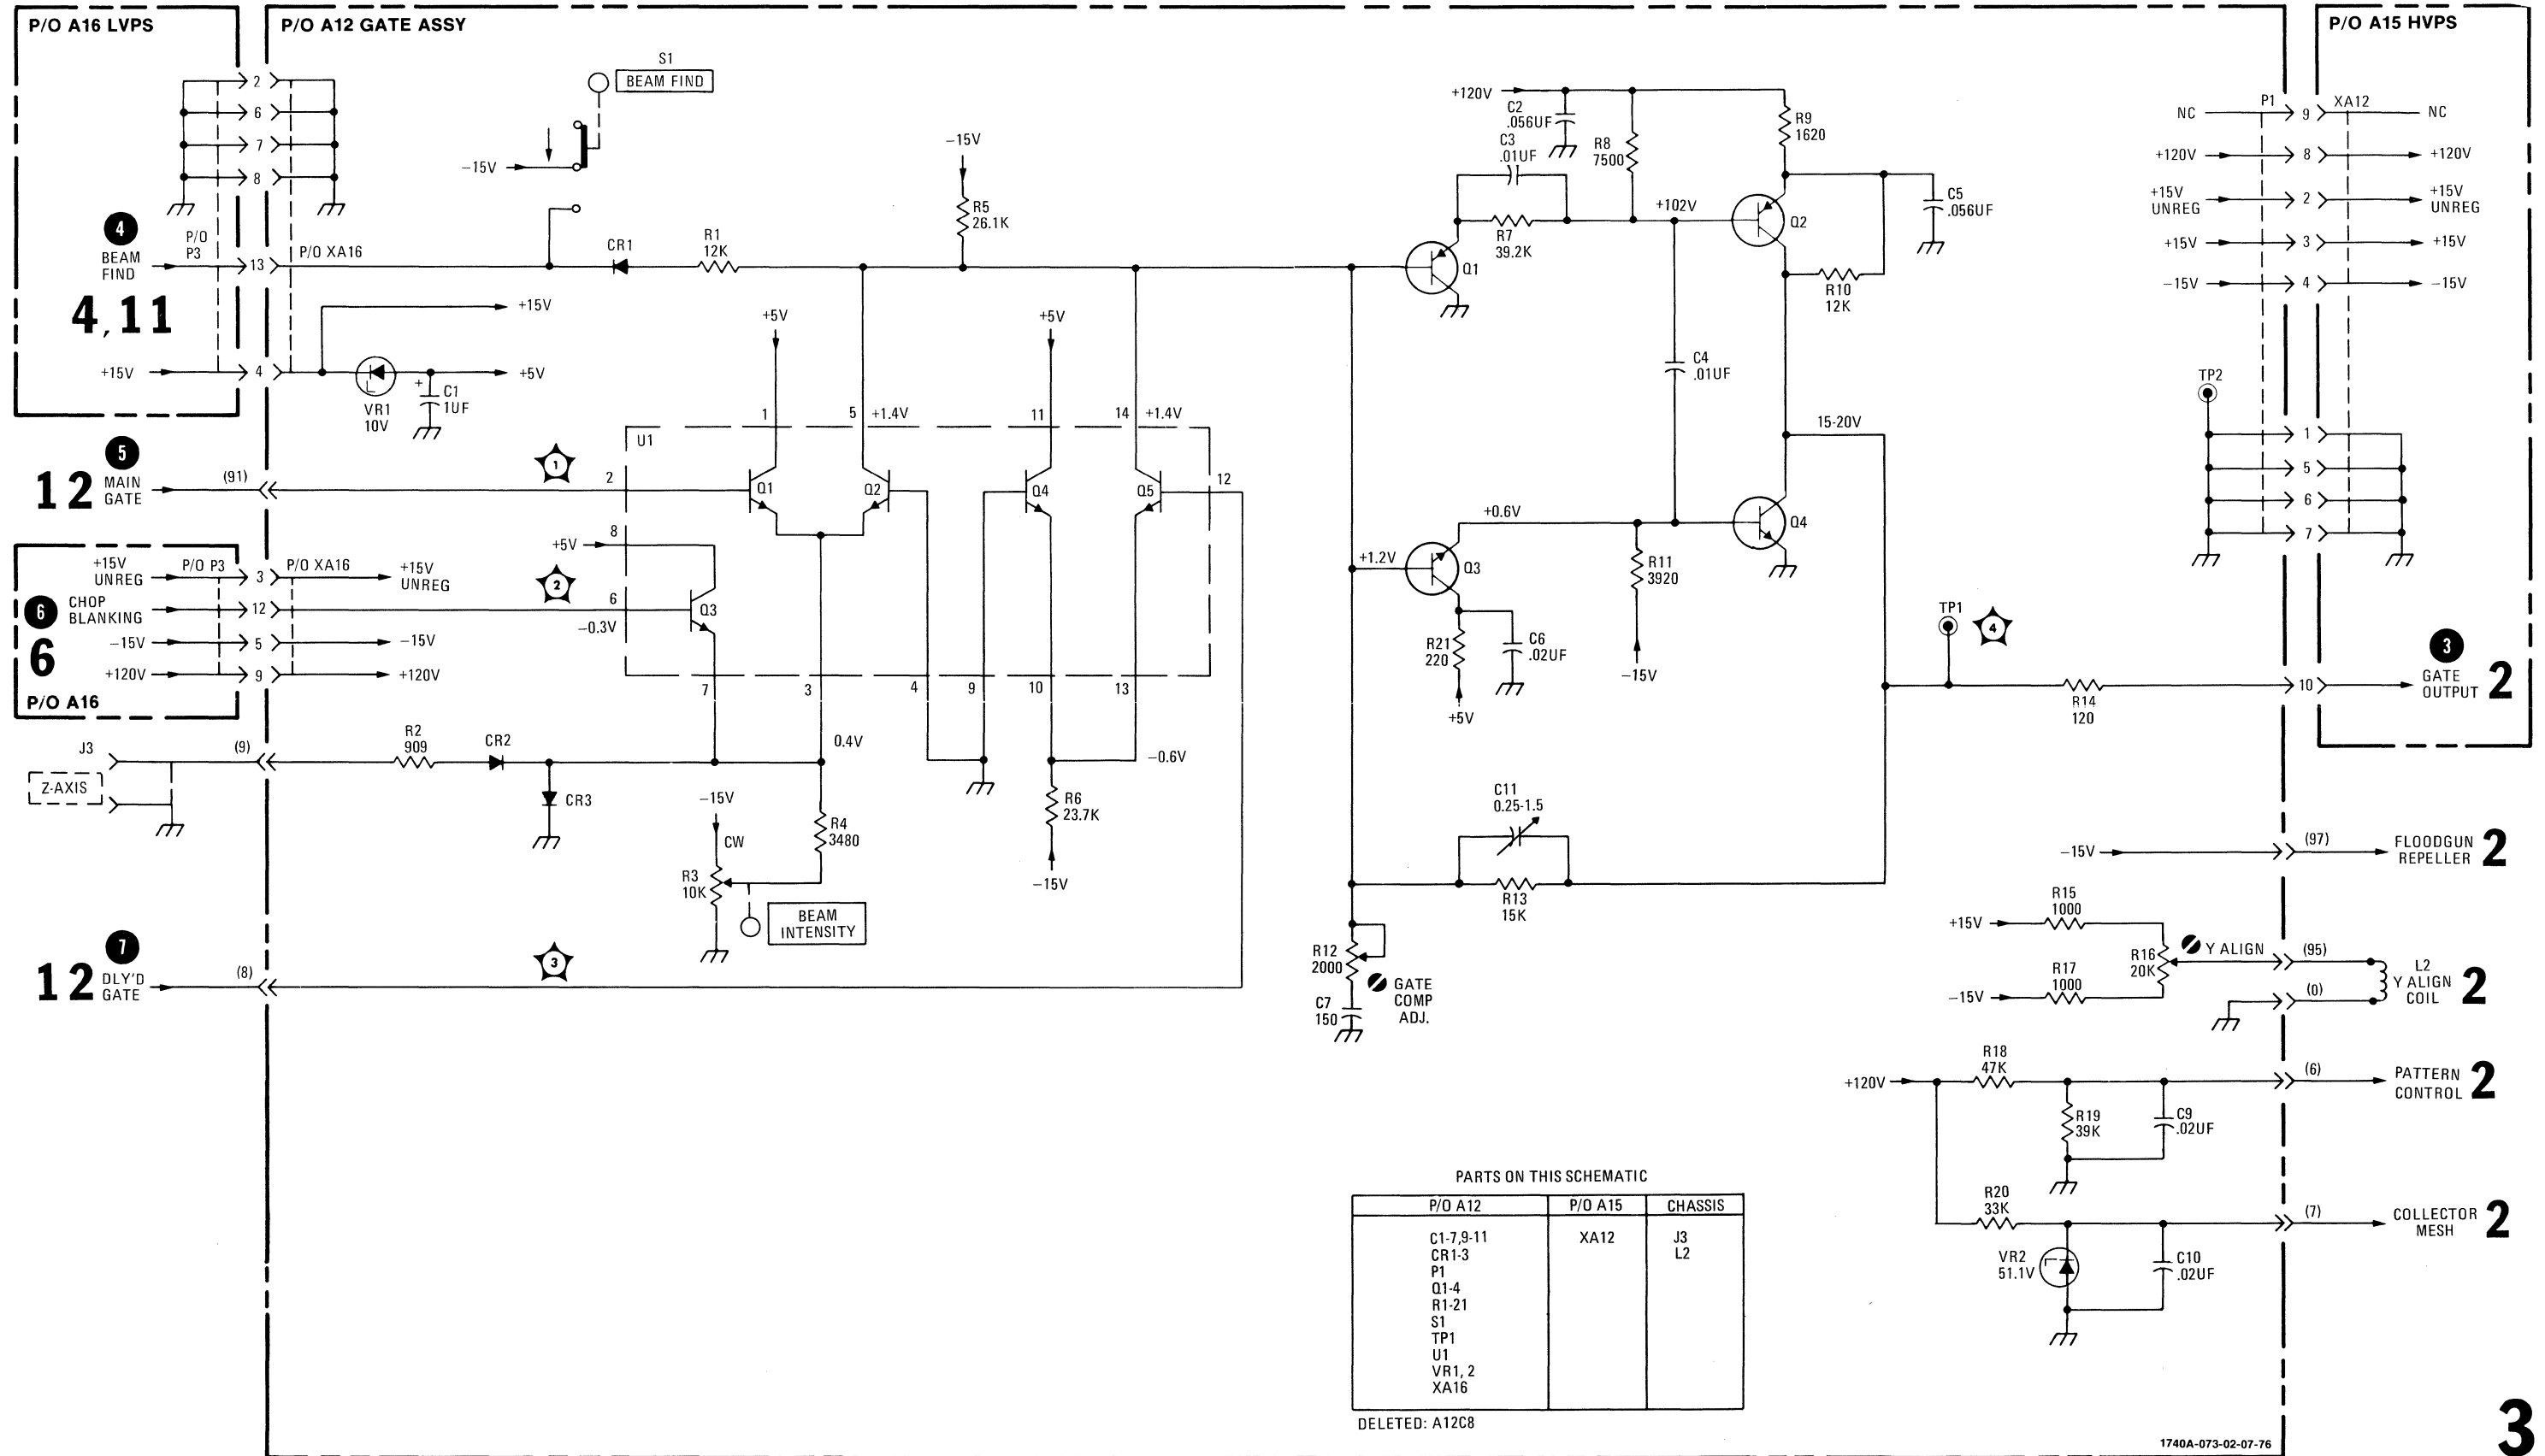 P/O A16 LVPS
P/O A12 GATE ASSY
P/O A15 HVPS
2
6
7
8
4
BEAM
FIND
4,11
P/O
P3
13
P/O XA16
+15V
4
+15V
+5V
VR1
10V
+
C1
1UF
S1
BEAM FIND
−15V
CR1
R1
12K
−15V
R5
26.1K
+5V
+5V
1
5
+1.4V
11
14
+1.4V
U1
5
12
MAIN
GATE
(91)
1
2
Q1
Q2
Q4
Q5
12
+5V
8
6
−0.3V
Q3
7
3
4
9
10
13
+15V
UNREG
P/O P3
3
P/O XA16
+15V
UNREG
6
CHOP
BLANKING
12
2
6
−15V
5
−15V
+120V
9
+120V
P/O A16
J3
Z-AXIS
(9)
R2
909
CR2
CR3
0.4V
−15V
CW
R3
10K
R4
3480
BEAM
INTENSITY
−0.6V
R6
23.7K
−15V
7
12
DLY'D
GATE
(8)
3
+120V
C2
.056UF
C3
.01UF
R8
7500
R9
1620
R7
39.2K
+102V
Q1
Q2
C5
.056UF
R10
12K
C4
.01UF
15-20V
+0.6V
+1.2V
Q3
Q4
R11
3920
−15V
R21
220
C6
.02UF
+5V
C11
0.25-1.5
R13
15K
R12
2000
GATE
COMP
ADJ.
C7
150
TP1
4
R14
120
10
3
GATE
OUTPUT
2
NC
P1
9
XA12
NC
+120V
8
+120V
+15V
UNREG
2
+15V
UNREG
+15V
3
+15V
−15V
4
−15V
TP2
1
5
6
7
−15V
(97)
FLOODGUN
REPELLER
2
+15V
R15
1000
R16
20K
Y ALIGN
(95)
R17
1000
−15V
(0)
L2
Y ALIGN
COIL
2
+120V
R18
47K
R19
39K
C9
.02UF
(6)
PATTERN
CONTROL
2
R20
33K
VR2
51.1V
C10
.02UF
(7)
COLLECTOR
MESH
2
PARTS ON THIS SCHEMATIC
P/O A12 P/O A15 CHASSIS
C1-7,9-11 XA12 J3
CR1-3 L2
P1
Q1-4
R1-21
S1
TP1
U1
VR1, 2
XA16
DELETED: A12C8
1740A-073-02-07-76
3